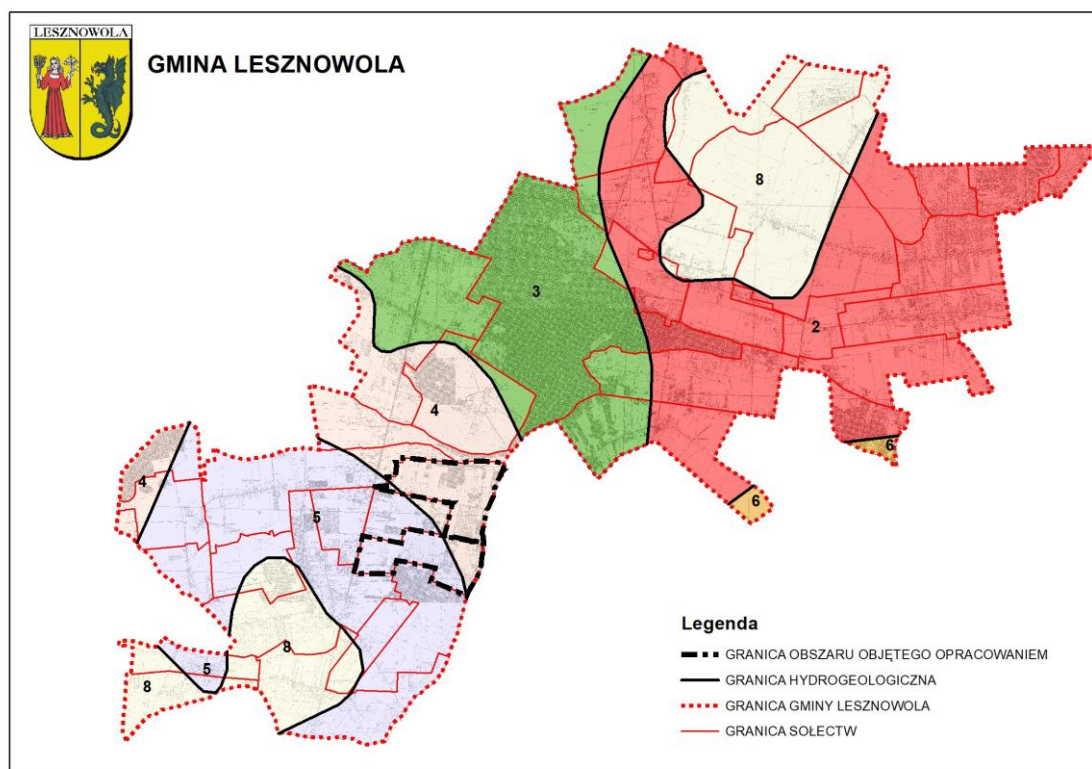 LESZNOWOLA
GMINA LESZNOWOLA
8
3
2
4
6
4
6
5
8
5
8
Legenda
GRANICA OBSZARU OBJĘTEGO OPRACOWANIEM
GRANICA HYDROGEOLOGICZNA
GRANICA GMINY LESZNOWOLA
GRANICA SOŁECTW